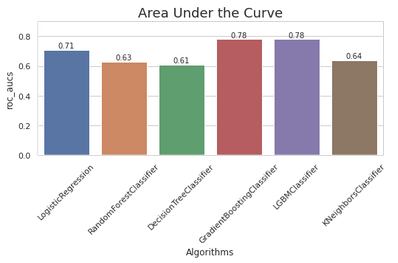 Area Under the Curve
roc_aucs
0.8
0.6
0.4
0.2
0.0
0.71
0.63
0.61
0.78
0.78
0.64
LogisticRegression
RandomForestClassifier
DecisionTreeClassifier
GradientBoostingClassifier
LGBMClassifier
KNeighborsClassifier
Algorithms